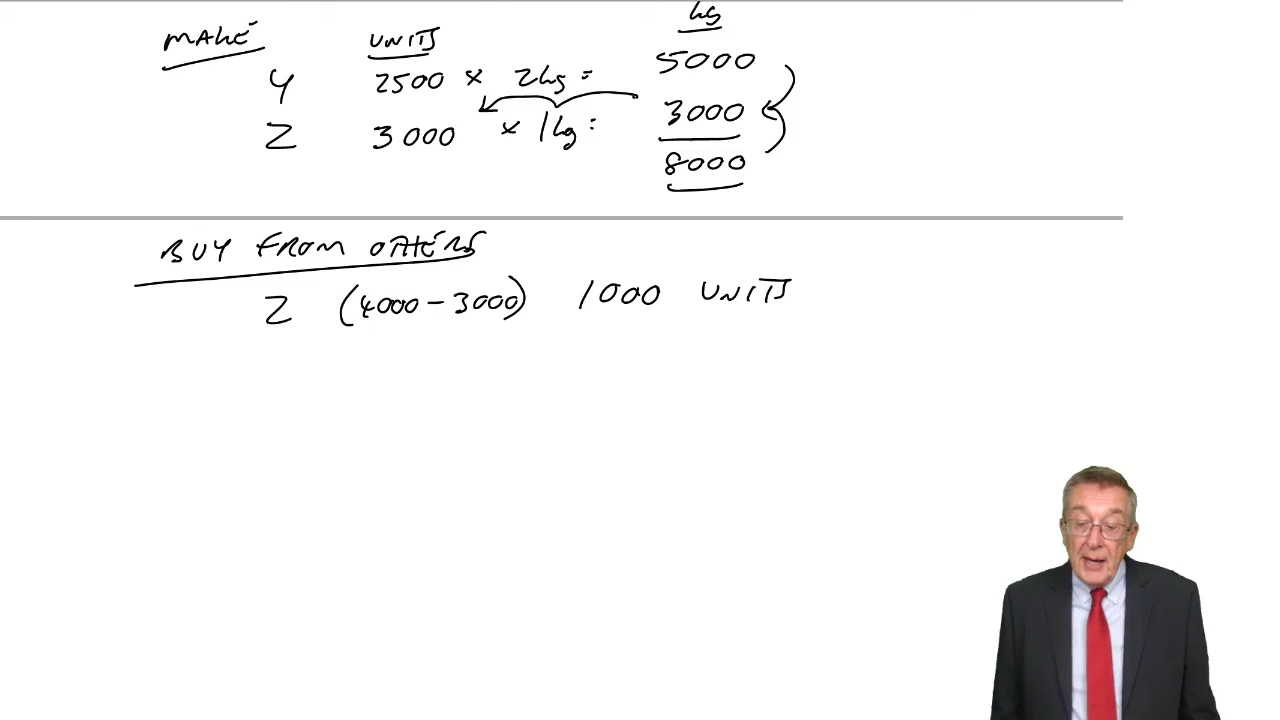 MAKE UNITS kg
Y 2500 x 2kg = 5000
Z 3000 x 1kg = 3000
8000
BUY FROM OTHERS
Z (4000 - 3000) 1000 UNITS